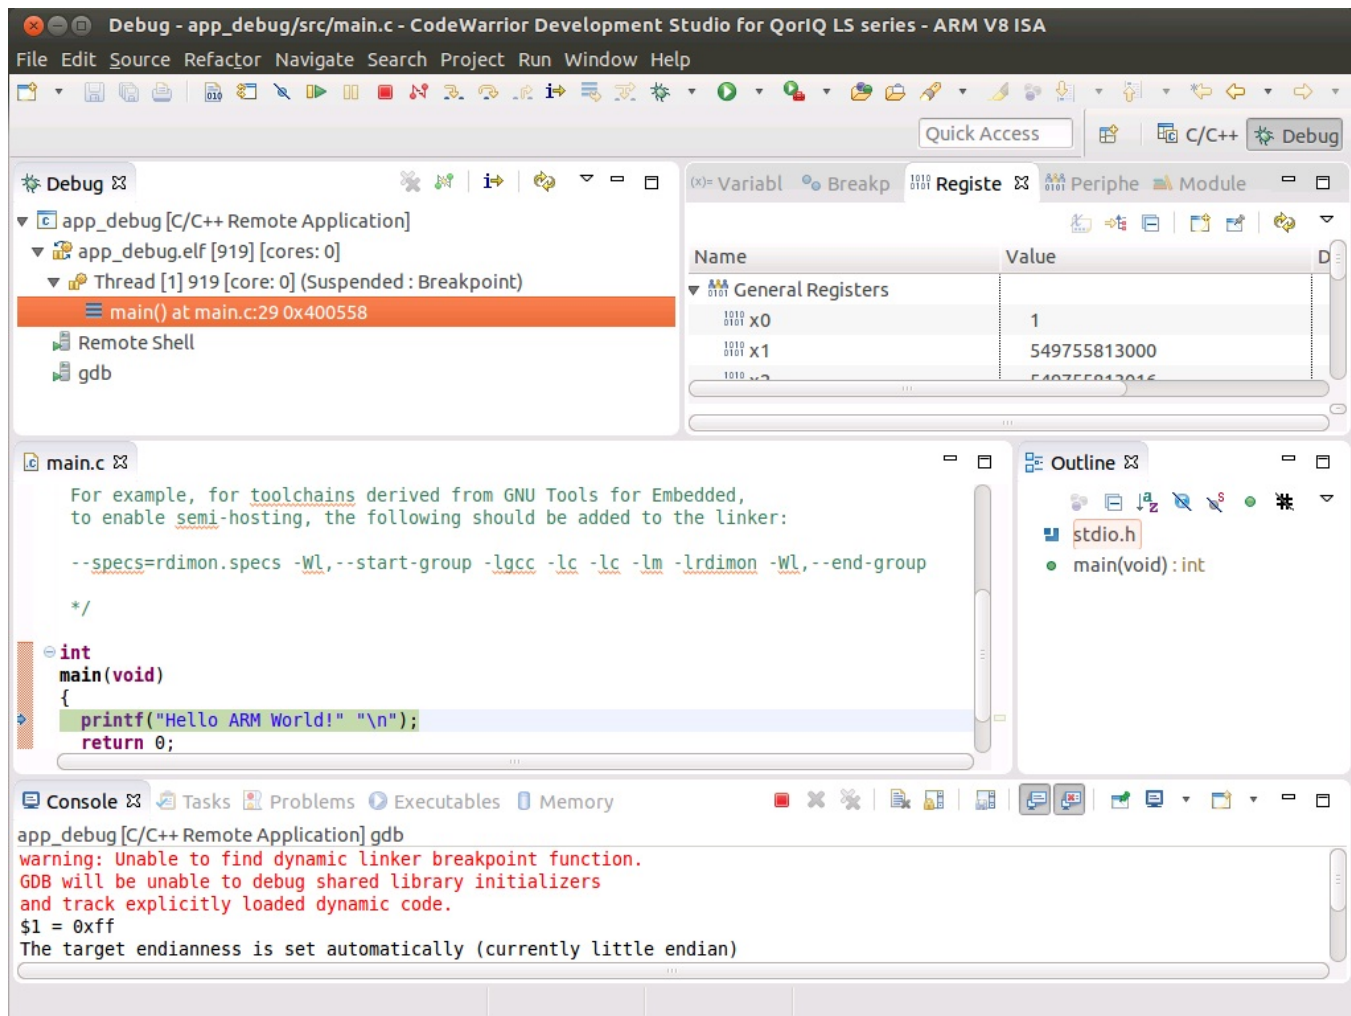 Debug - app_debug/src/main.c - CodeWarrior Development Studio for QorIQ LS series - ARM V8 ISA
File Edit Source Refactor Navigate Search Project Run Window Help
Quick Access
C/C++
Debug
Debug
app_debug [C/C++ Remote Application]
app_debug.elf [919] [cores: 0]
Thread [1] 919 [core: 0] (Suspended : Breakpoint)
main() at main.c:29 0x400558
Remote Shell
gdb
(x)= Variabl Breakp Registe Periphe Module
Name Value D
General Registers
x0 1
x1 549755813000
x2 549755813016
main.c
For example, for toolchains derived from GNU Tools for Embedded,
to enable semi-hosting, the following should be added to the linker:
--specs=rdimon.specs -Wl,--start-group -lgcc -lc -lc -lm -lrdimon -Wl,--end-group
*/
int
main(void)
{
printf("Hello ARM World!" "\n");
return 0;
Outline
stdio.h
main(void) : int
Console Tasks Problems Executables Memory
app_debug [C/C++ Remote Application] gdb
warning: Unable to find dynamic linker breakpoint function.
GDB will be unable to debug shared library initializers
and track explicitly loaded dynamic code.
$1 = 0xff
The target endianness is set automatically (currently little endian)